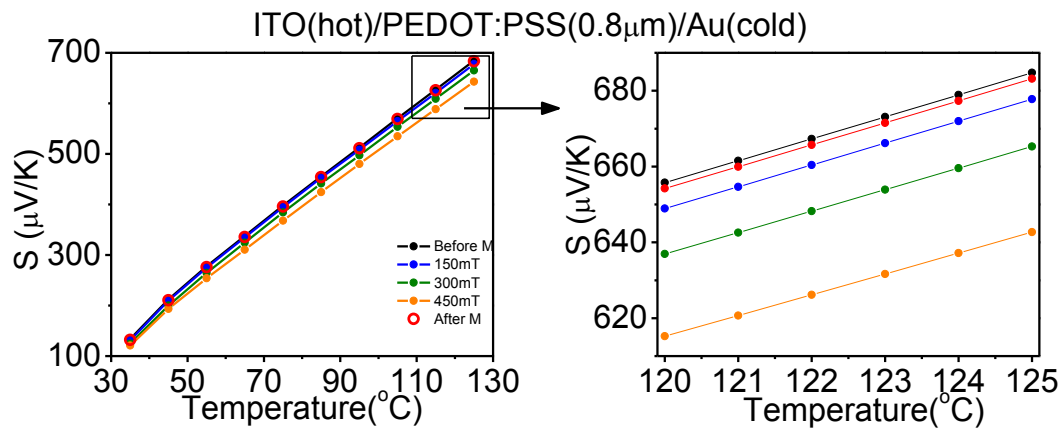 ITO(hot)/PEDOT:PSS(0.8μm)/Au(cold)
S (μV/K)
700
500
300
100
30
50
70
90
110
130
Temperature(°C)
Before M
150mT
300mT
450mT
After M
S (μV/K)
680
660
640
620
120
121
122
123
124
125
Temperature(°C)